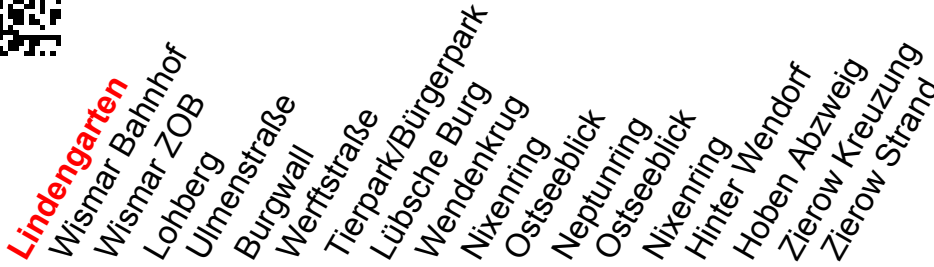 Lindengarten
Wismar Bahnhof
Wismar ZOB
Lohberg
Ulmenstraße
Burgwall
Werftstraße
Tierpark/Bürgerpark
Lübsche Burg
Wendenkrug
Nixenring
Ostseeblick
Neptunring
Ostseeblick
Nixenring
Hinter Wendorf
Hoben Abzweig
Zierow Kreuzung
Zierow Strand